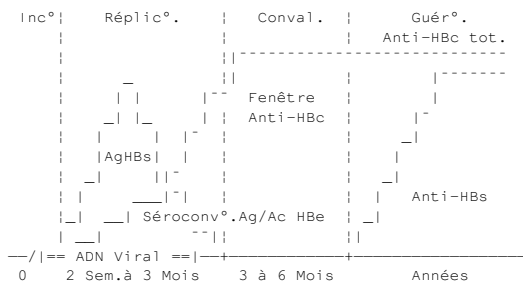 Inc°. Réplic°. Conval. Guér°.
Anti-HBc tot.
Fenêtre
Anti-HBc
AgHBs
Anti-HBs
Séroconv°.Ag/Ac HBe
ADN Viral
0 2 Sem.à 3 Mois 3 à 6 Mois Années